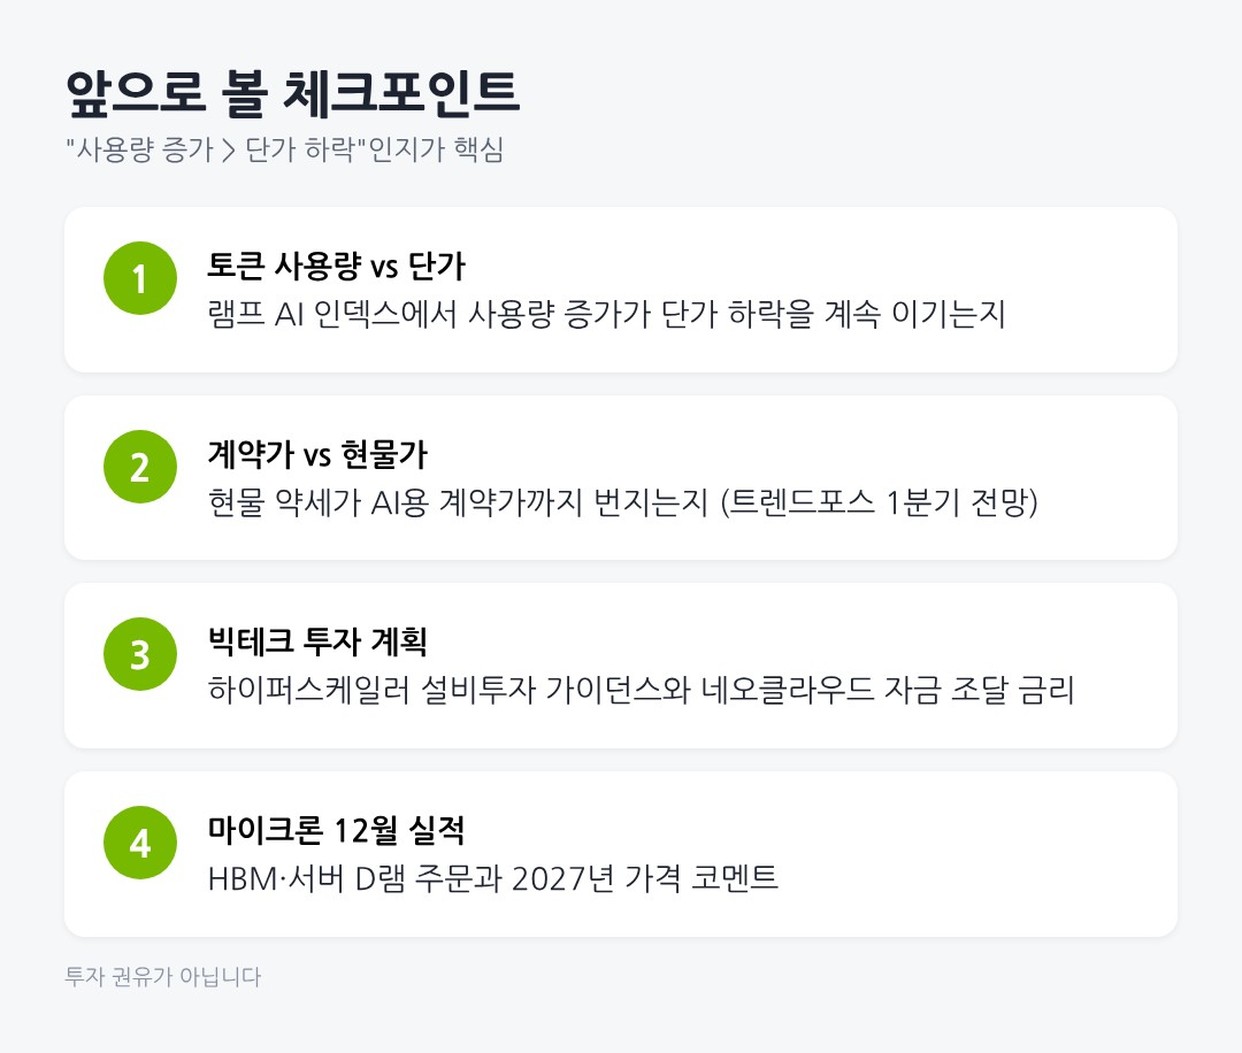 앞으로 볼 체크포인트
"사용량 증가 > 단가 하락"인지가 핵심
1
토큰 사용량 vs 단가
램프 AI 인덱스에서 사용량 증가가 단가 하락을 계속 이기는지
2
계약가 vs 현물가
현물 약세가 AI용 계약가까지 번지는지 (트렌드포스 1분기 전망)
3
빅테크 투자 계획
하이퍼스케일러 설비투자 가이던스와 네오클라우드 자금 조달 금리
4
마이크론 12월 실적
HBM·서버 D램 주문과 2027년 가격 코멘트
투자 권유가 아닙니다